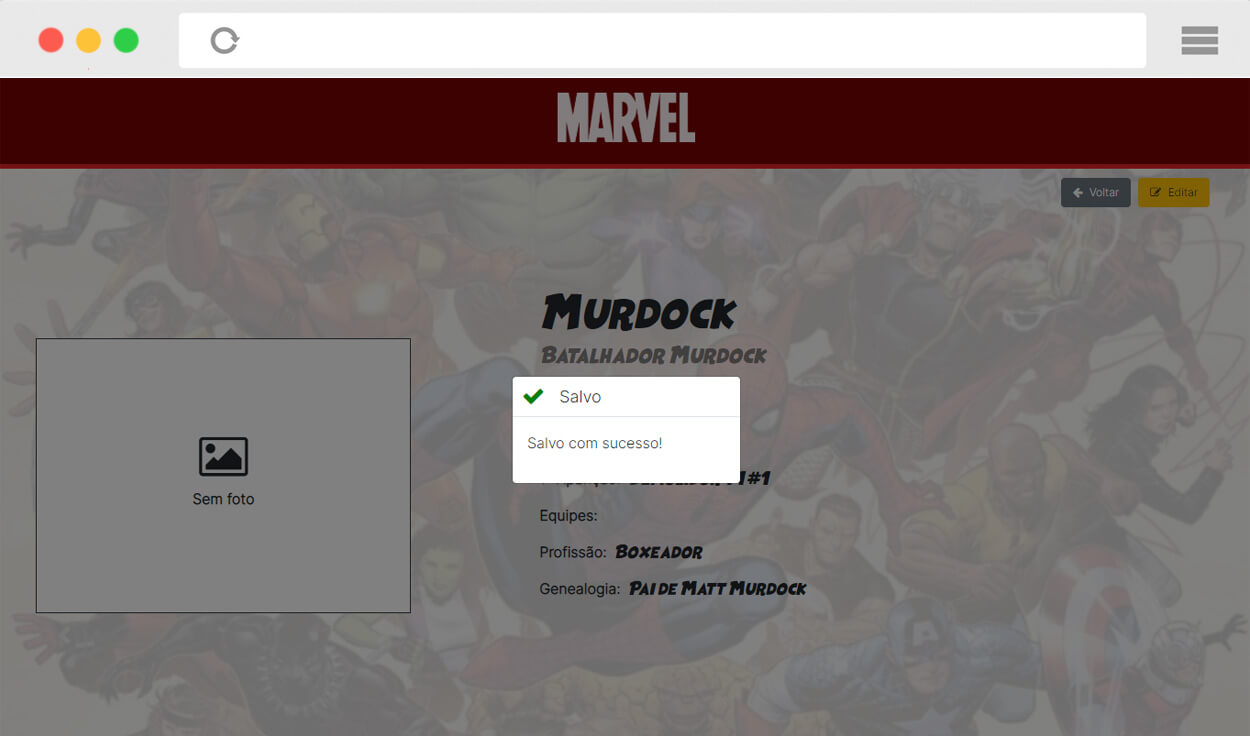 MARVEL
Voltar
Editar
Murdock
Batalhador Murdock
Salvo
Salvo com sucesso!
#1
Sem foto
Equipes:
Profissão: Boxeador
Genealogia: Pai de Matt Murdock